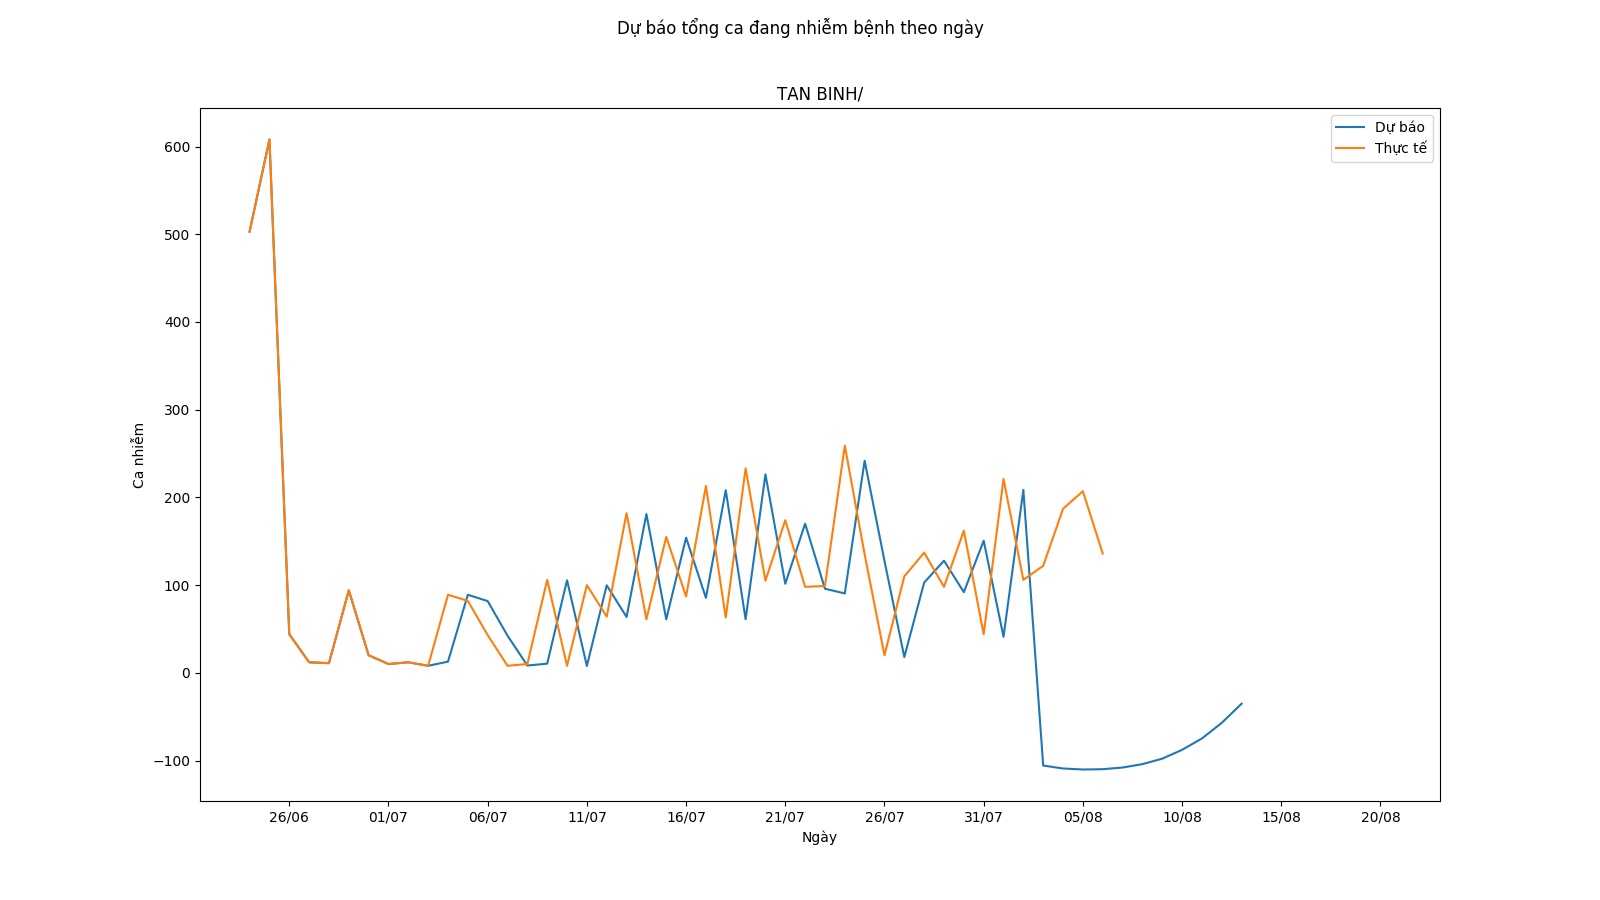 Dự báo tổng ca đang nhiễm bệnh theo ngày
TAN BINH/
Dự báo
Thực tế
600
500
400
300
200
100
0
−100
Ca nhiễm
26/06 01/07 06/07 11/07 16/07 21/07 26/07 31/07 05/08 10/08 15/08 20/08
Ngày